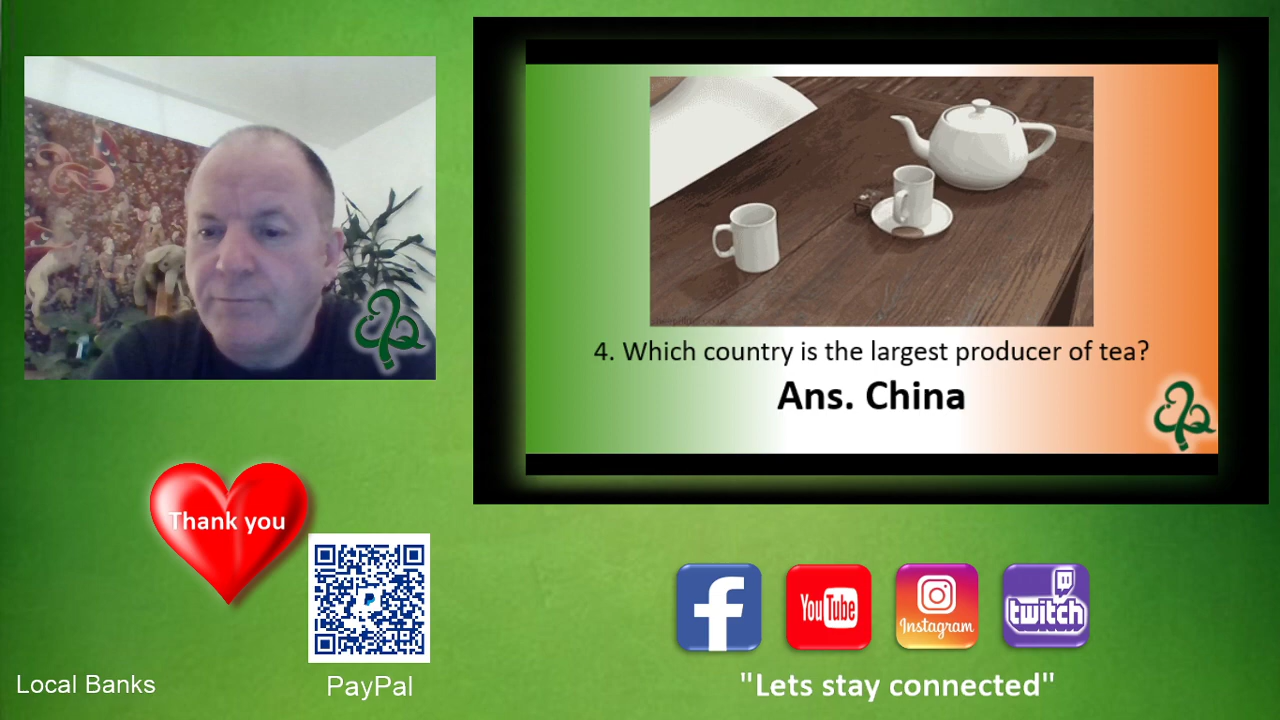 4. Which country is the largest producer of tea?
Ans. China
Thank you
Local Banks
PayPal
YouTube
Instagram
twitch
"Lets stay connected"